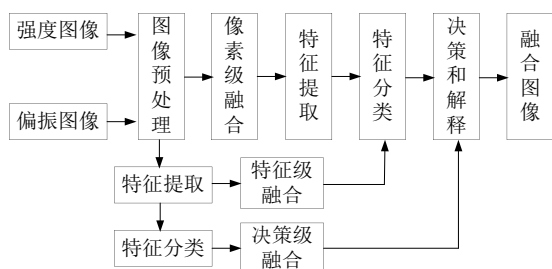 强度图像
偏振图像
图像预处理
像素级融合
特征提取
特征分类
决策和解释
融合图像
特征提取
特征级
融合
特征分类
决策级
融合